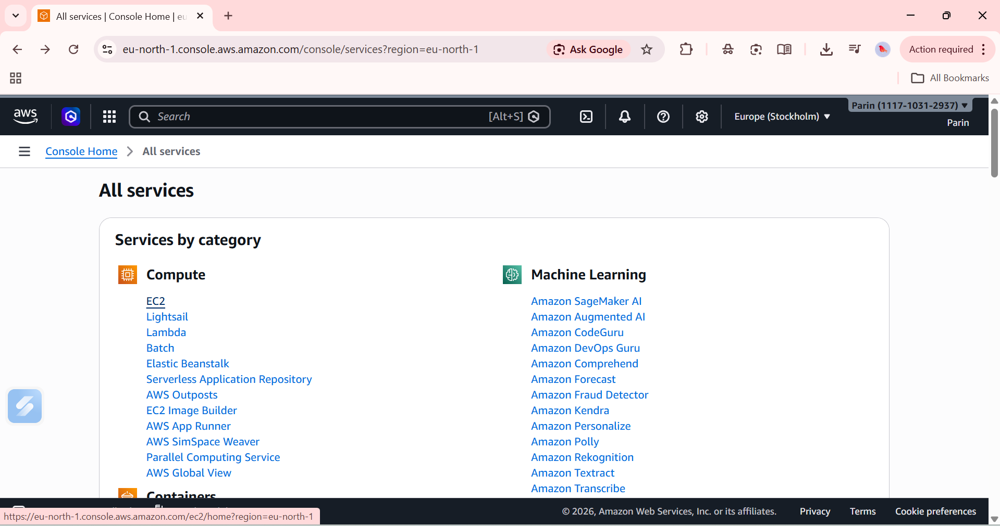 All services | Console Home | eu
eu-north-1.console.aws.amazon.com/console/services?region=eu-north-1
Ask Google
Action required
All Bookmarks
aws
Search
[Alt+S]
Europe (Stockholm)
Parin (1117-1031-2937)
Parin
Console Home
All services
All services
Services by category
Compute
EC2
Lightsail
Lambda
Batch
Elastic Beanstalk
Serverless Application Repository
AWS Outposts
EC2 Image Builder
AWS App Runner
AWS SimSpace Weaver
Parallel Computing Service
AWS Global View
Containers
Machine Learning
Amazon SageMaker AI
Amazon Augmented AI
Amazon CodeGuru
Amazon DevOps Guru
Amazon Comprehend
Amazon Forecast
Amazon Fraud Detector
Amazon Kendra
Amazon Personalize
Amazon Polly
Amazon Rekognition
Amazon Textract
Amazon Transcribe
https://eu-north-1.console.aws.amazon.com/ec2/home?region=eu-north-1
© 2026, Amazon Web Services, Inc. or its affiliates.
Privacy
Terms
Cookie preferences